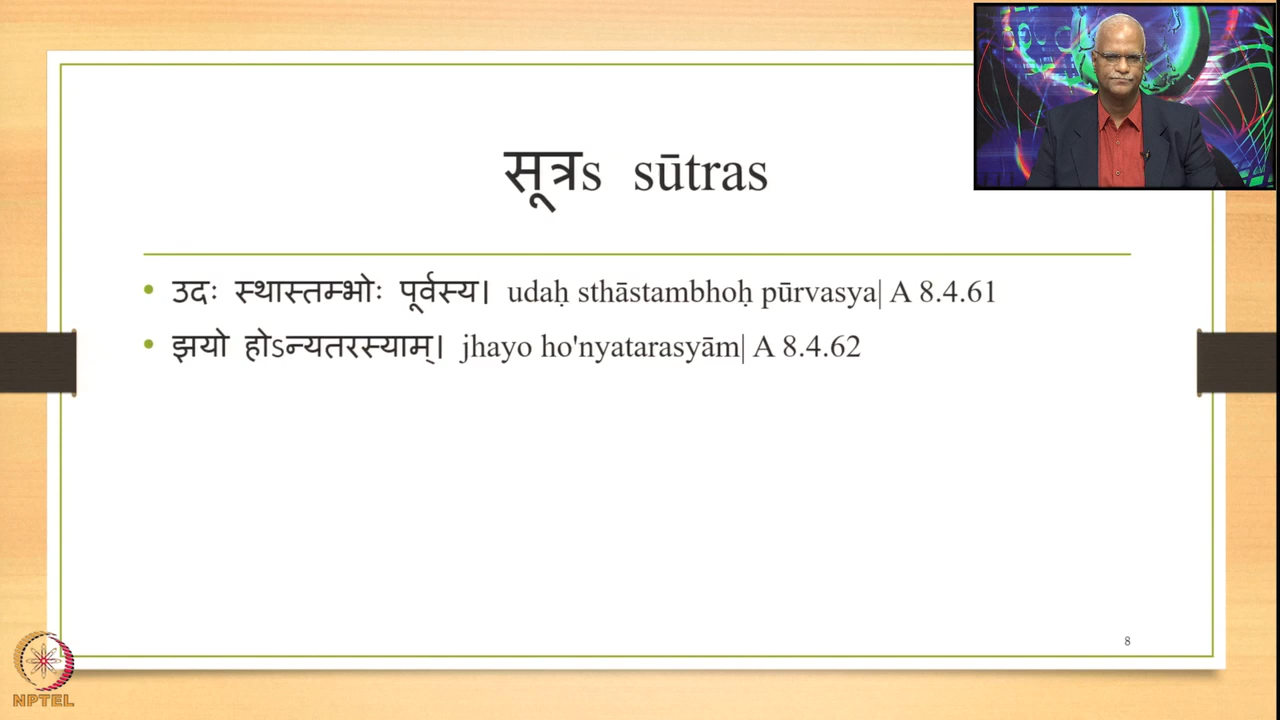 सूत्रs sūtras
• उदः स्थास्तम्भोः पूर्वस्य। udaḥ sthāstambhoḥ pūrvasya| A 8.4.61
• झयो होऽन्यतरस्याम्। jhayo ho'nyatarasyām| A 8.4.62
8
NPTEL